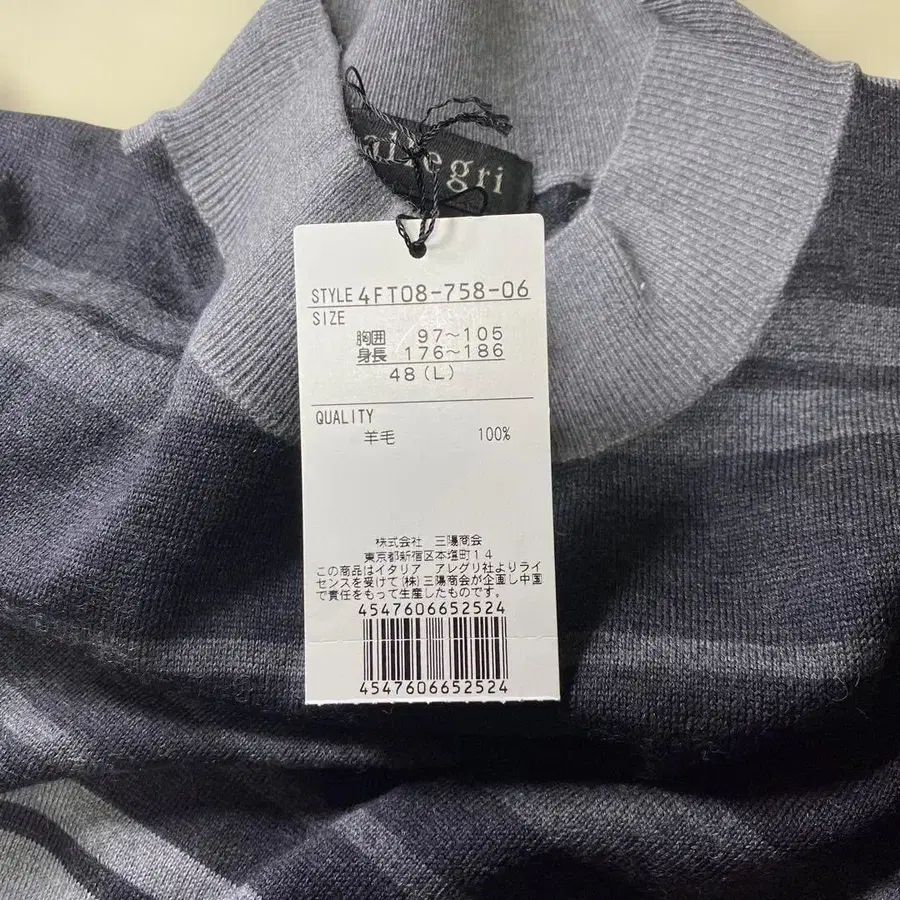 allegri
STYLE 4FT08-758-06
SIZE
胸囲 97~105
身長 176~186
48(L)
QUALITY
羊毛 100%
株式会社 三陽商会
東京都新宿区本塩町14
この商品はイタリア アレグリ社よりライ
センスを受けて(株)三陽商会が企画し中国
で責任をもって生産したものです。
4547606652524
4547606652524